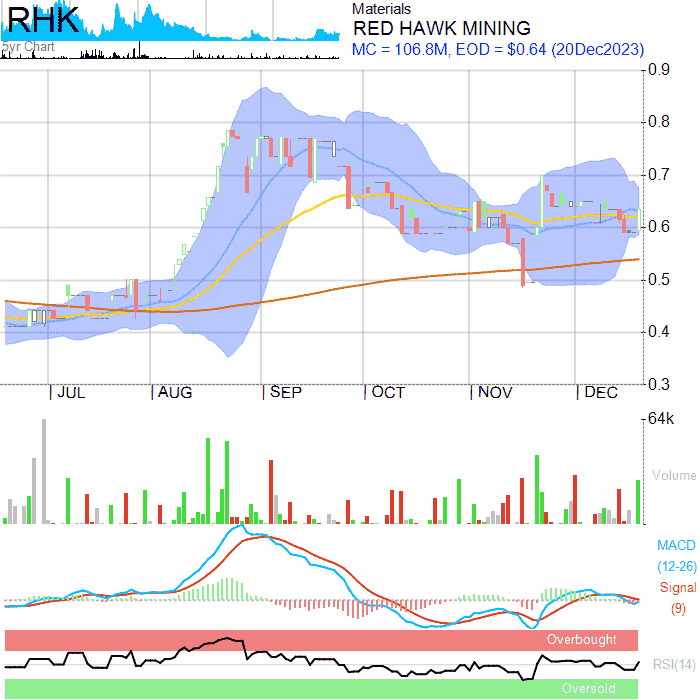 RHK
5yr Chart
Materials
RED HAWK MINING
MC = 106.8M, EOD = $0.64 (20Dec2023)
0.9
0.8
0.7
0.6
0.5
0.4
0.3
JUL AUG SEP OCT NOV DEC
64k
Volume
MACD
(12-26)
Signal
(9)
Overbought
RSI(14)
Oversold